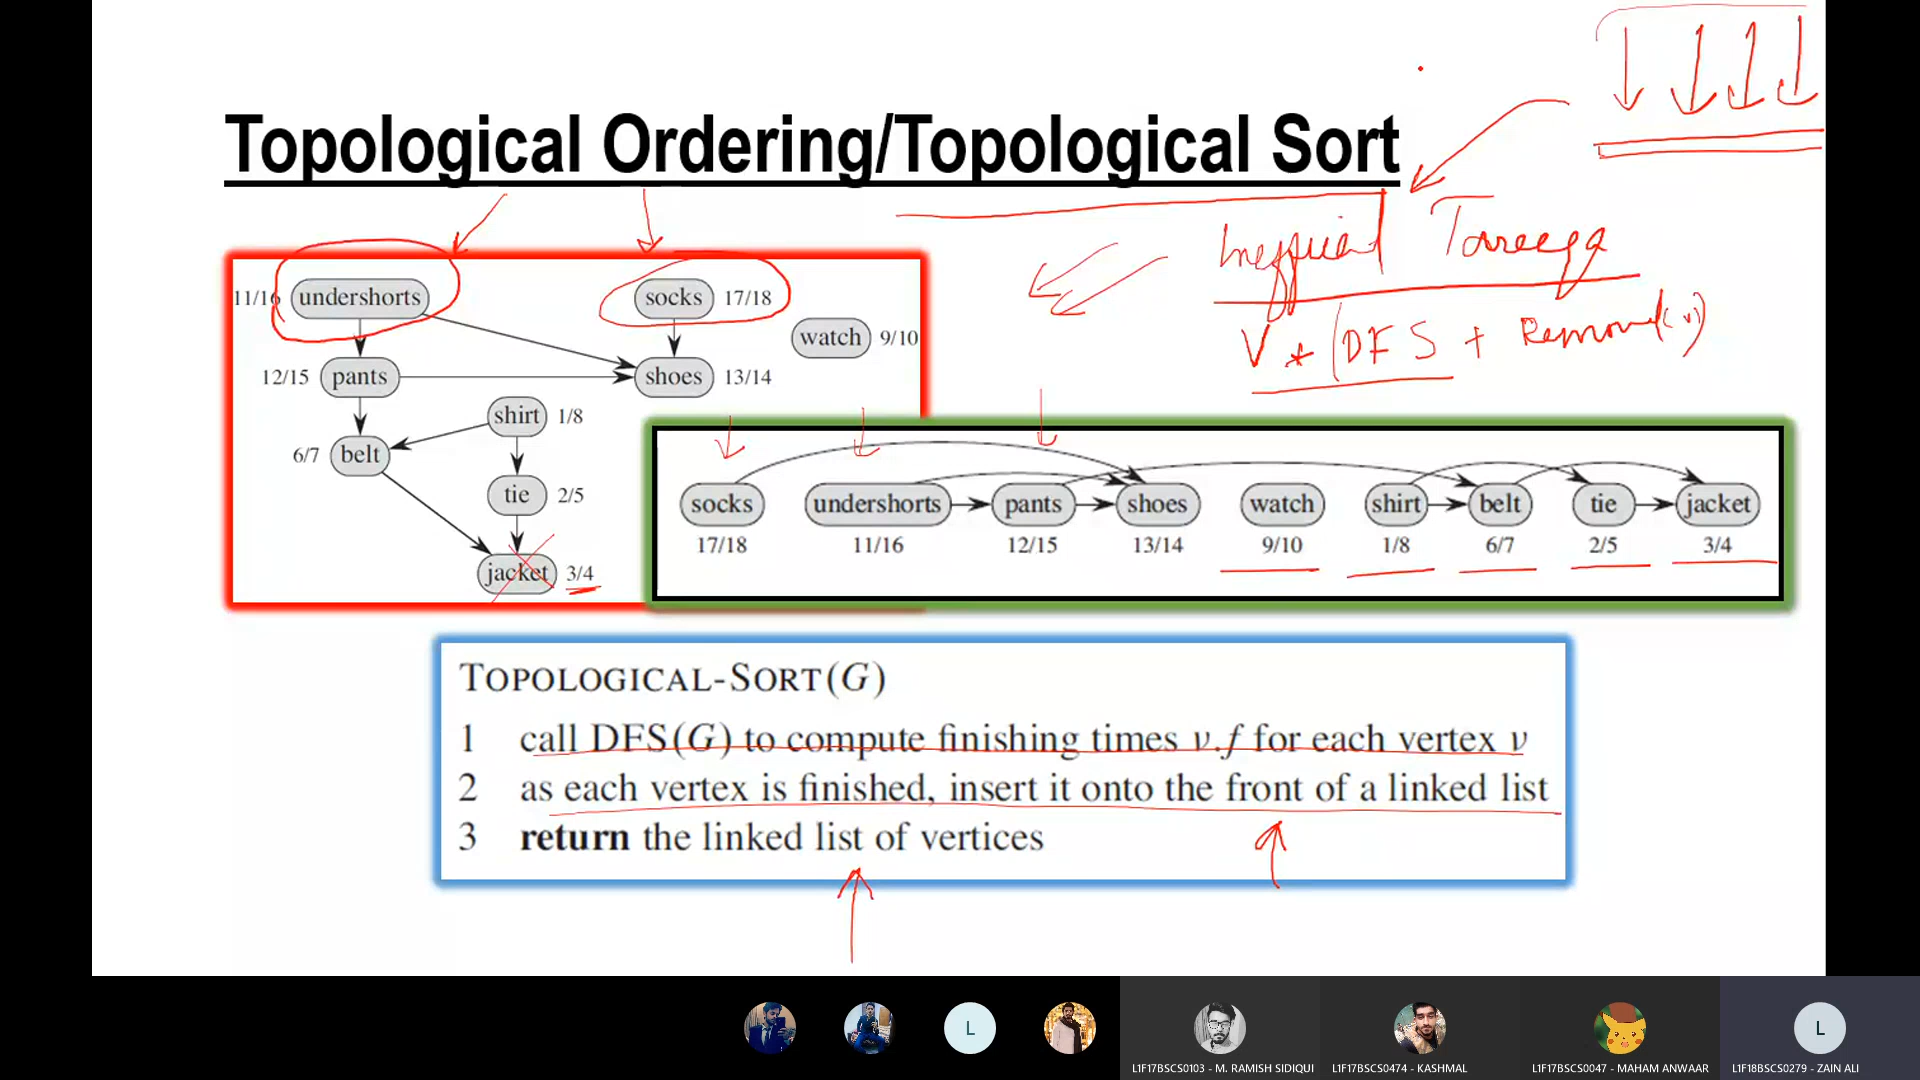 Topological Ordering/Topological Sort
Inefficient Tareeqa
V * (DFS + Remove(v))
11/16 undershorts
socks 17/18
watch 9/10
12/15 pants
shoes 13/14
shirt 1/8
6/7 belt
tie 2/5
jacket 3/4
socks undershorts pants shoes watch shirt belt tie jacket
17/18 11/16 12/15 13/14 9/10 1/8 6/7 2/5 3/4
TOPOLOGICAL-SORT(G)
1 call DFS(G) to compute finishing times v.f for each vertex v
2 as each vertex is finished, insert it onto the front of a linked list
3 return the linked list of vertices
L
L
L1F17BSCS0103 - M. RAMISH SIDIQUI
L1F17BSCS0474 - KASHMAL
L1F17BSCS0047 - MAHAM ANWAAR
L1F18BSCS0279 - ZAIN ALI